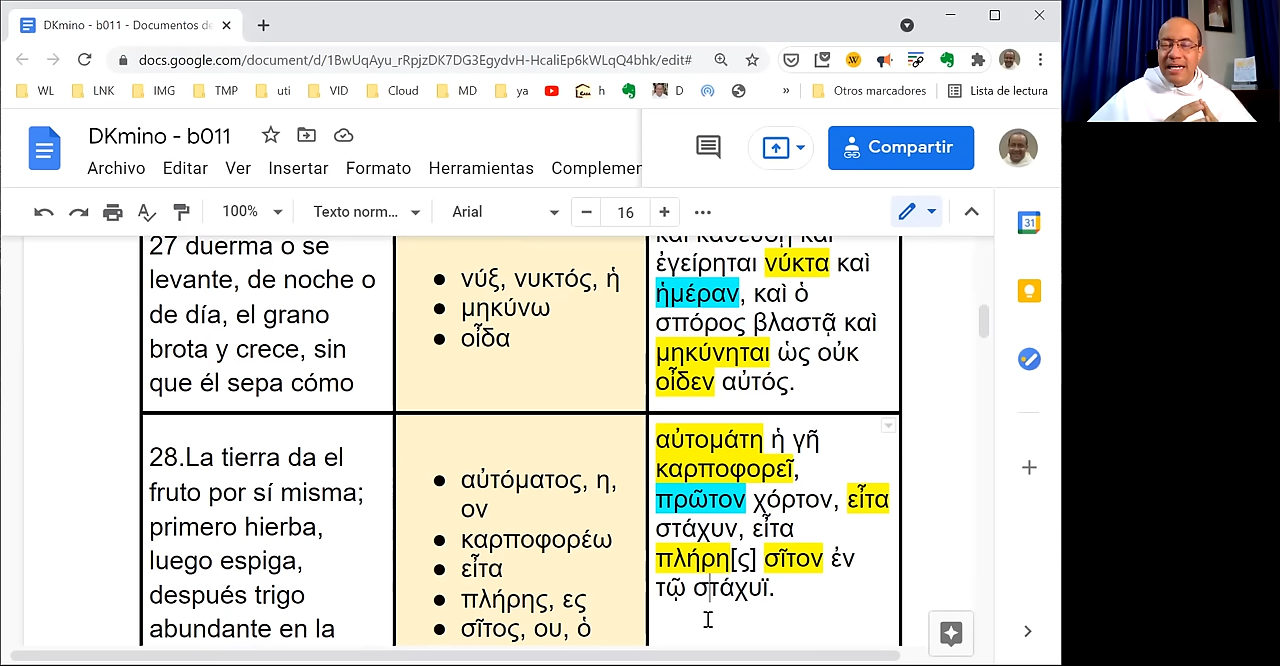 DKmino - b011 - Documentos de
docs.google.com/document/d/1BwUqAyu_rRpjzDK7DG3sEgydvH-HcaliEp6kWLqQ4bhk/edit#
WL LNK IMG TMP uti VID Cloud MD ya h D » Otros marcadores Lista de lectura
DKmino - b011
Archivo Editar Ver Insertar Formato Herramientas Complemen
Compartir
100% Texto norm... Arial 16
31
27 duerma o se
levante, de noche o
de día, el grano
brota y crece, sin
que él sepa cómo
● νύξ, νυκτός, ἡ
● μηκύνω
● οἶδα
καὶ καθεύδῃ καὶ
ἐγείρηται νύκτα καὶ
ἡμέραν, καὶ ὁ
σπόρος βλαστᾷ καὶ
μηκύνηται ὡς οὐκ
οἶδεν αὐτός.
28.La tierra da el
fruto por sí misma;
primero hierba,
luego espiga,
después trigo
abundante en la
● αὐτόματος, η,
ον
● καρποφορέω
● εἶτα
● πλήρης, ες
● σῖτος, ου, ὁ
αὐτομάτη ἡ γῆ
καρποφορεῖ,
πρῶτον χόρτον, εἶτα
στάχυν, εἶτα
πλήρη[ς] σῖτον ἐν
τῷ στάχυϊ.